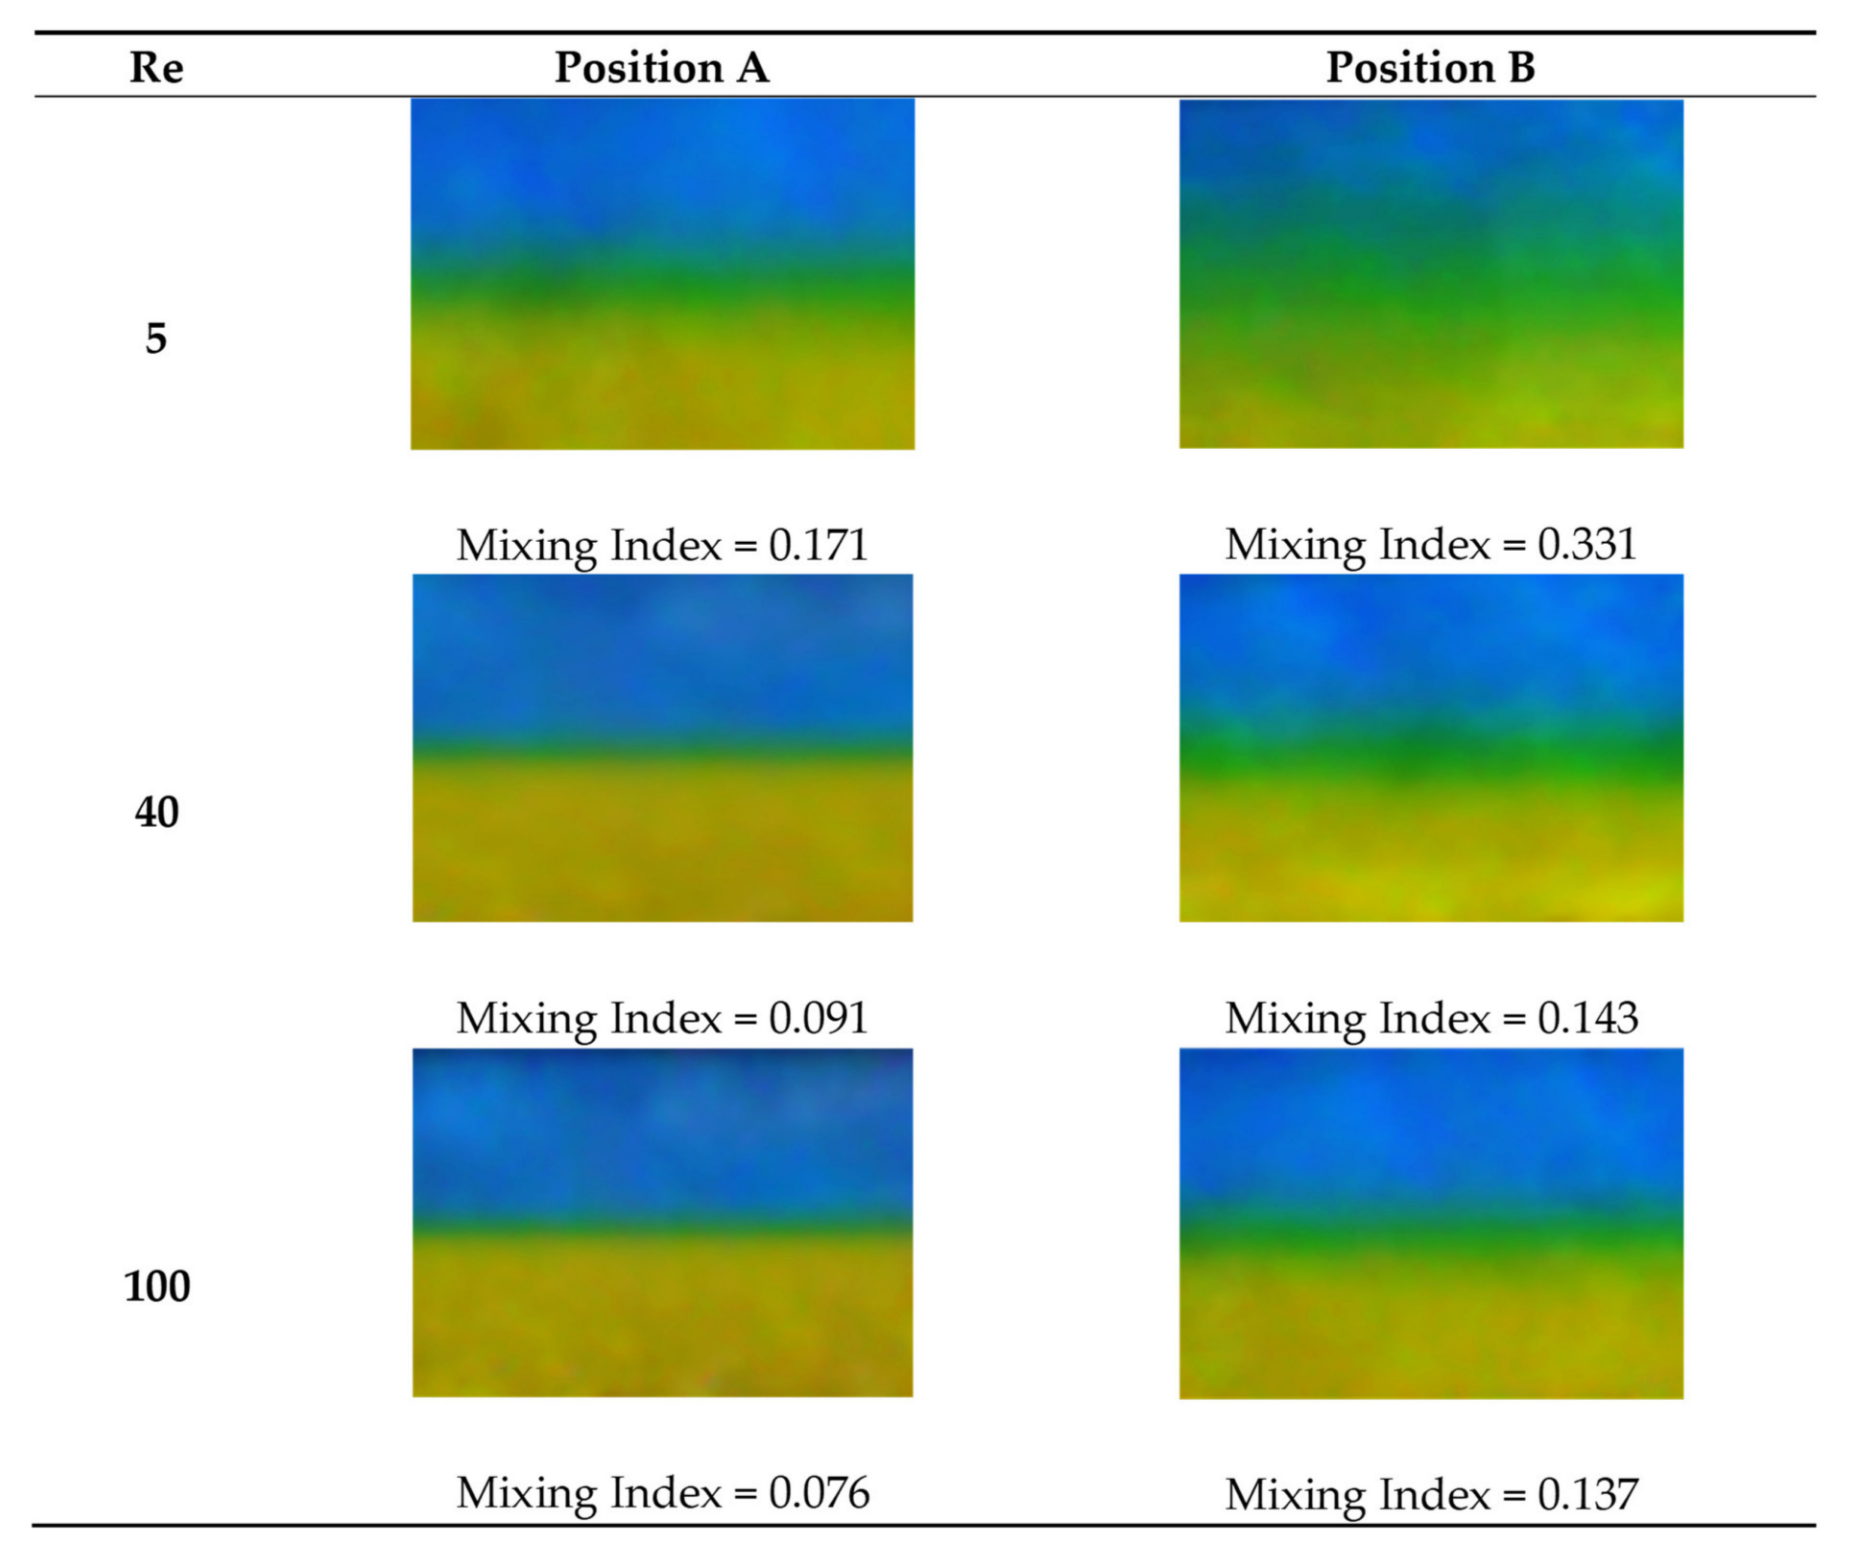 Re Position A Position B
5
Mixing Index = 0.171 Mixing Index = 0.331
40
Mixing Index = 0.091 Mixing Index = 0.143
100
Mixing Index = 0.076 Mixing Index = 0.137